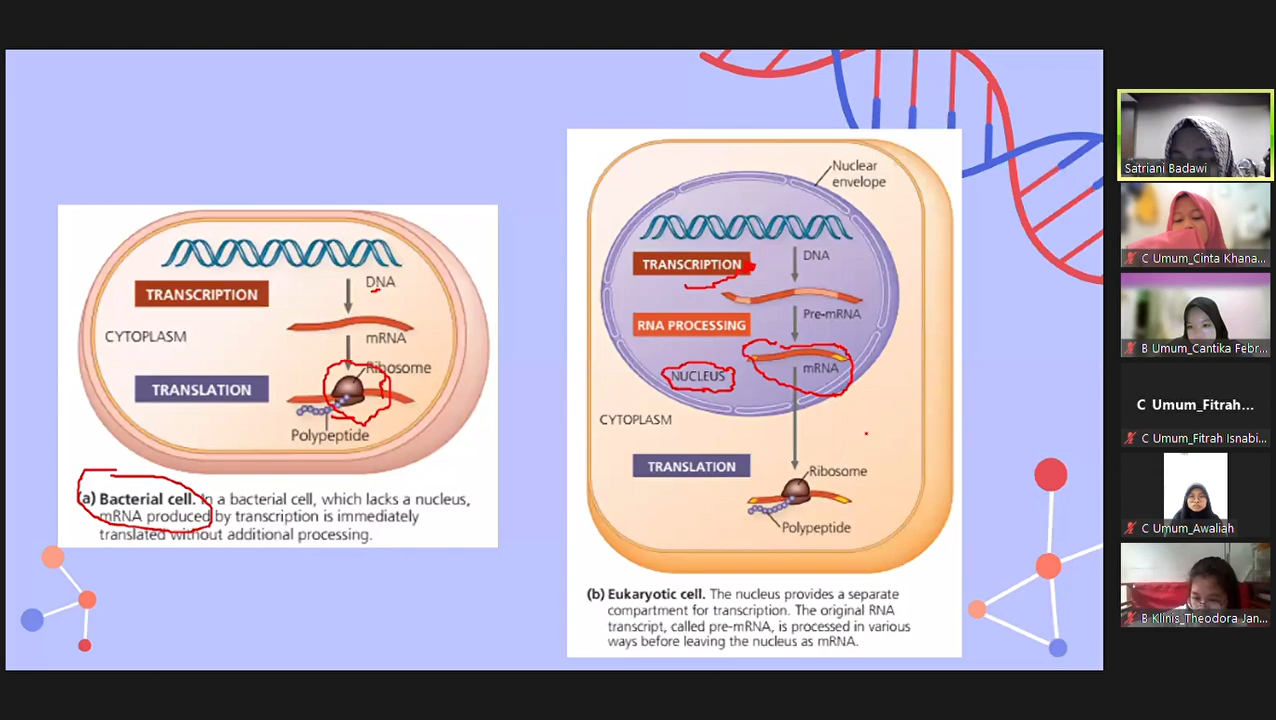 DNA
TRANSCRIPTION
CYTOPLASM
mRNA
Ribosome
TRANSLATION
Polypeptide
(a) Bacterial cell. In a bacterial cell, which lacks a nucleus,
mRNA produced by transcription is immediately
translated without additional processing.
Nuclear
envelope
DNA
TRANSCRIPTION
Pre-mRNA
RNA PROCESSING
mRNA
NUCLEUS
CYTOPLASM
TRANSLATION
Ribosome
Polypeptide
(b) Eukaryotic cell. The nucleus provides a separate
compartment for transcription. The original RNA
transcript, called pre-mRNA, is processed in various
ways before leaving the nucleus as mRNA.
Satriani Badawi
C Umum_Cinta Khana...
B Umum_Cantika Febr...
C Umum_Fitrah...
C Umum_Fitrah Isnabi...
C Umum_Awaliah
B Klinis_Theodora Jan...